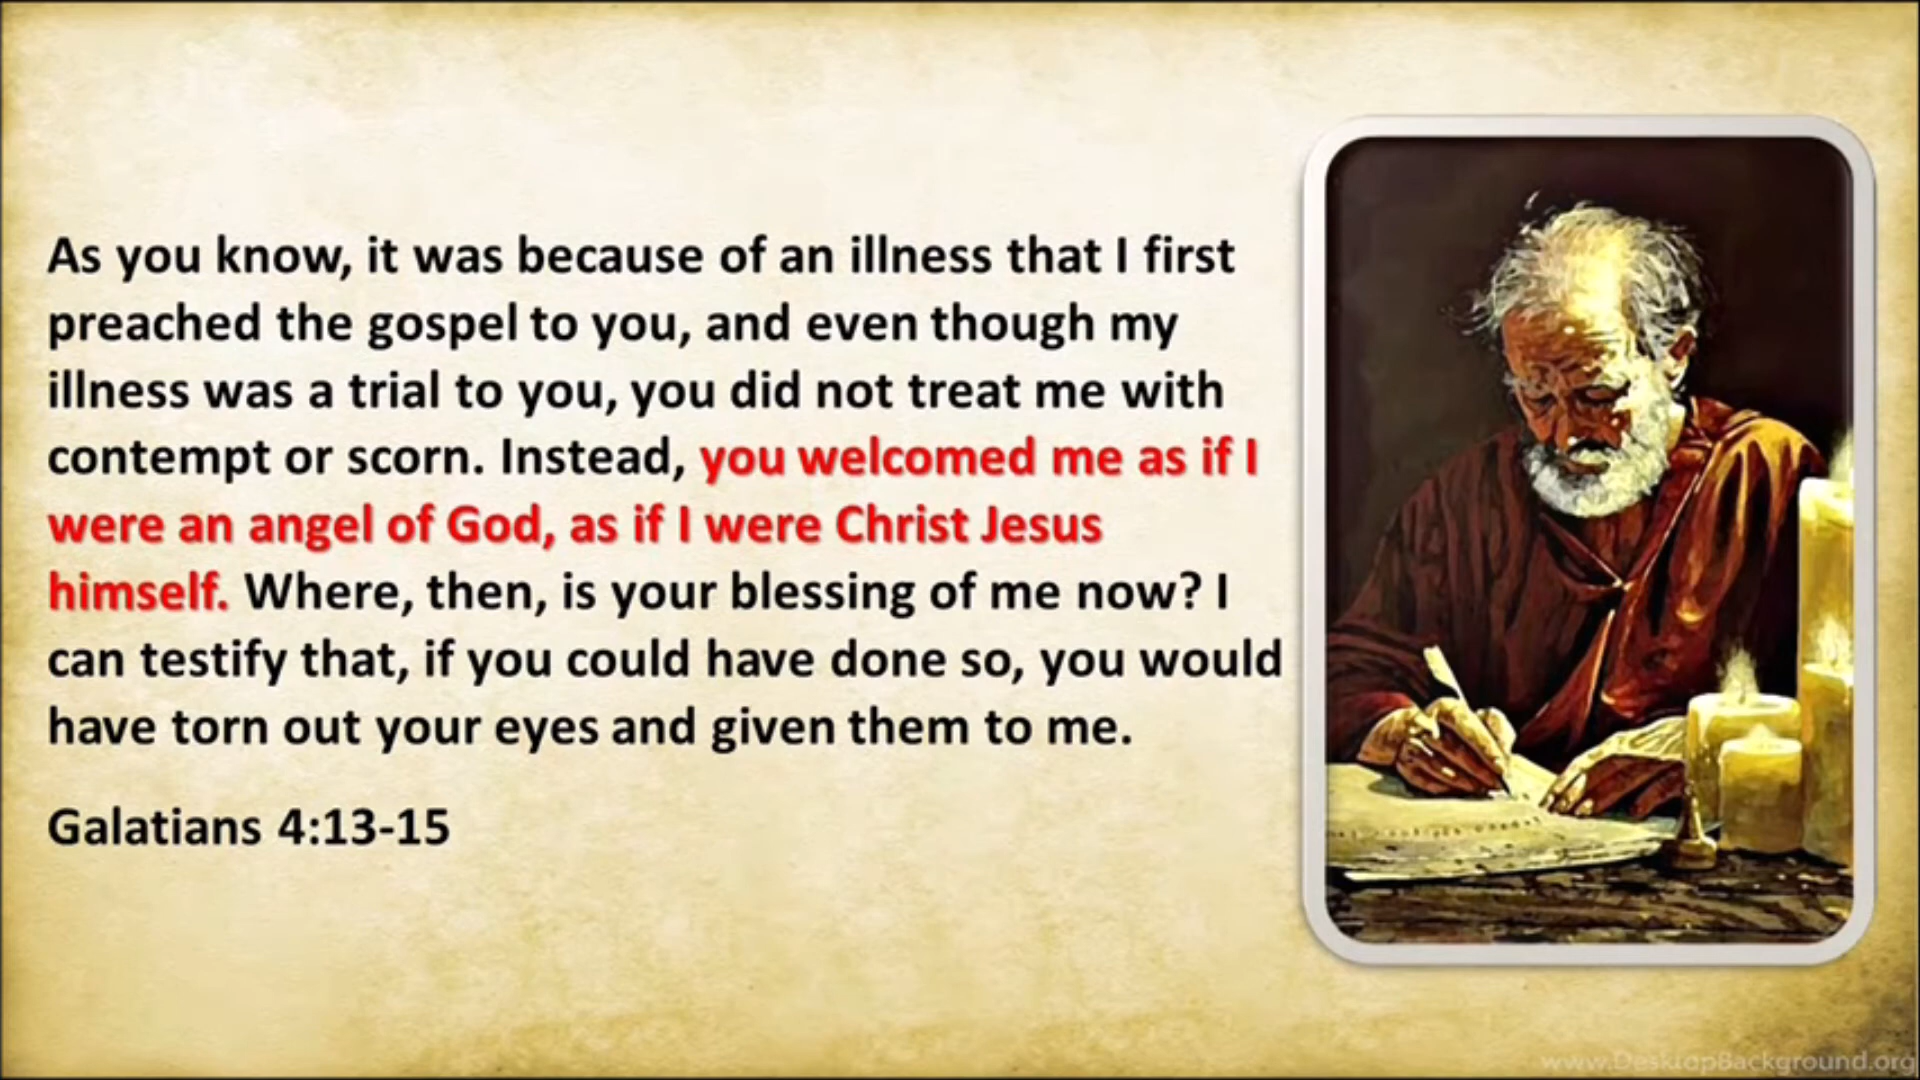 As you know, it was because of an illness that I first
preached the gospel to you, and even though my
illness was a trial to you, you did not treat me with
contempt or scorn. Instead, you welcomed me as if I
were an angel of God, as if I were Christ Jesus
himself. Where, then, is your blessing of me now? I
can testify that, if you could have done so, you would
have torn out your eyes and given them to me.
Galatians 4:13-15
www.DesktopBackground.org